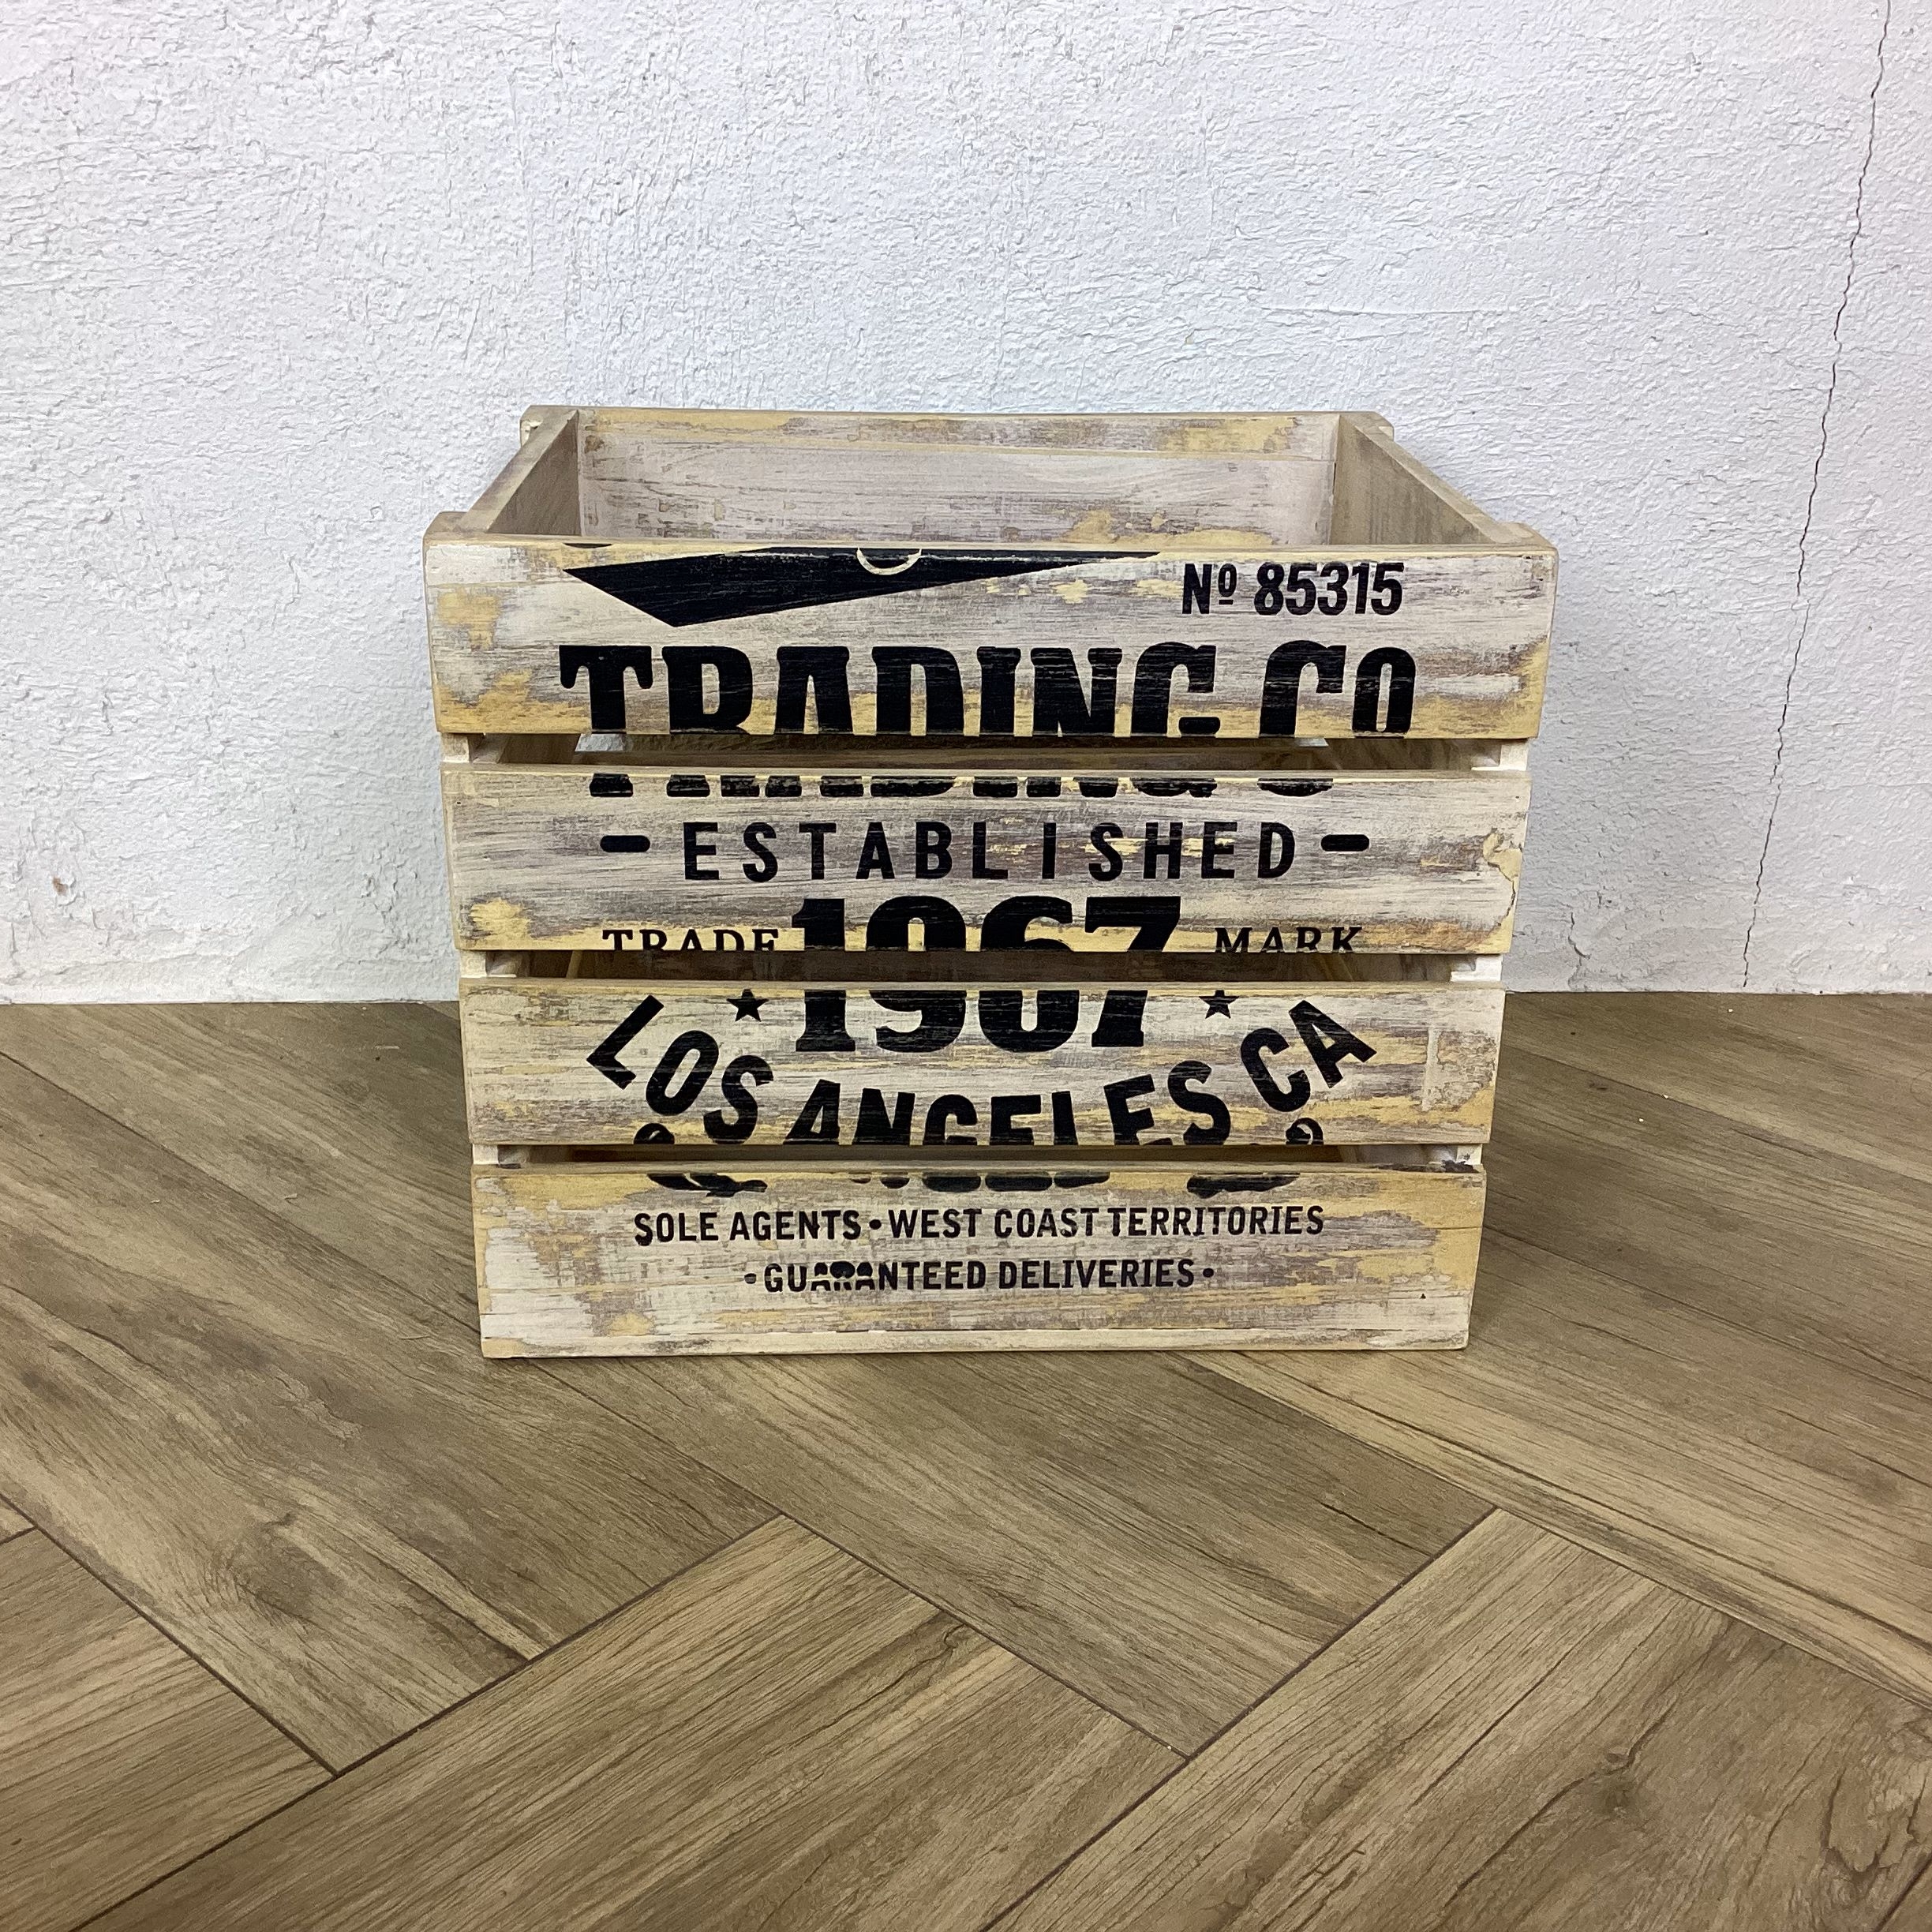 Nº 85315
TRADING Co
- ESTABLISHED -
TRADE 1967 MARK
LOS ANGELES CA
SOLE AGENTS • WEST COAST TERRITORIES
• GUARANTEED DELIVERIES •